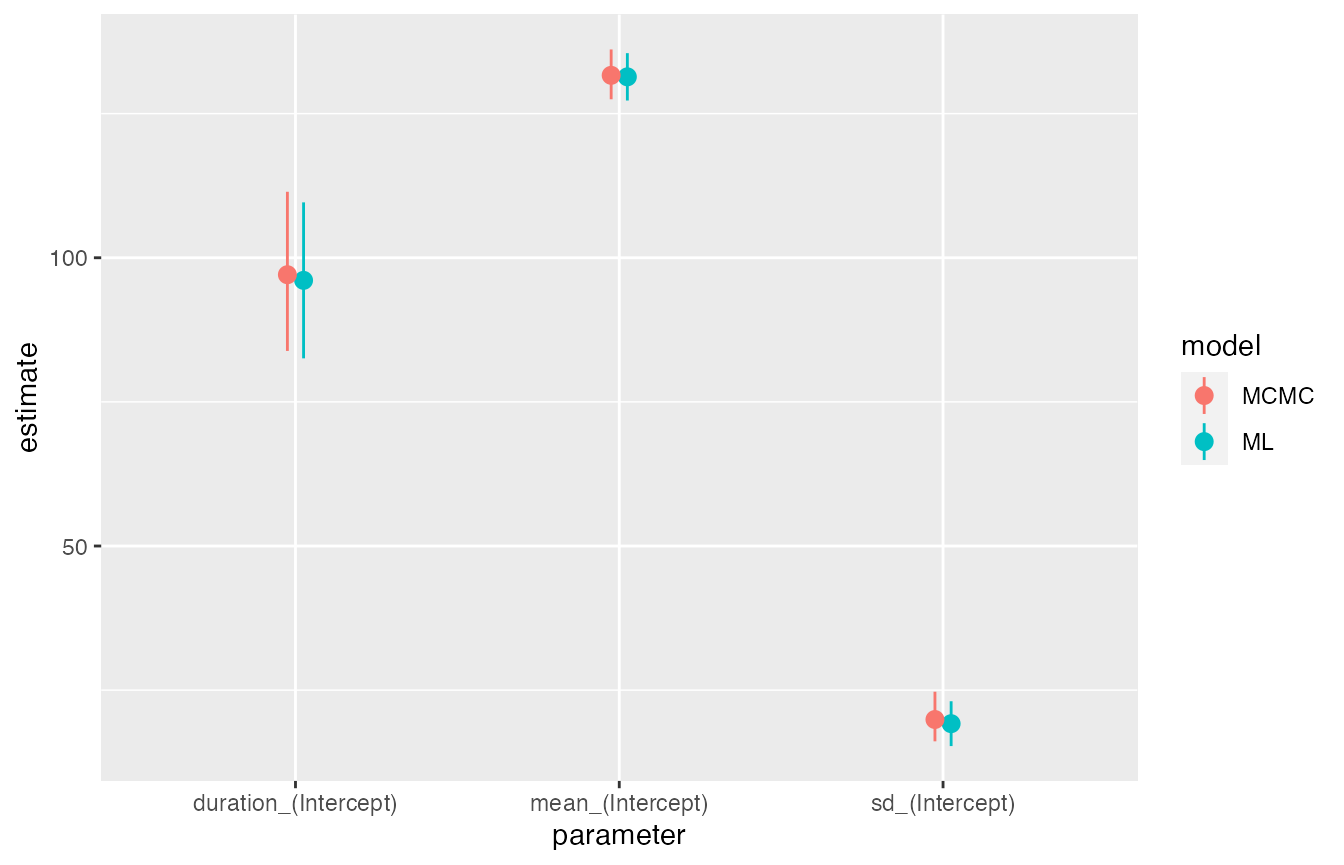 estimate
100
50
duration_(Intercept)
mean_(Intercept)
sd_(Intercept)
parameter
model
MCMC
ML